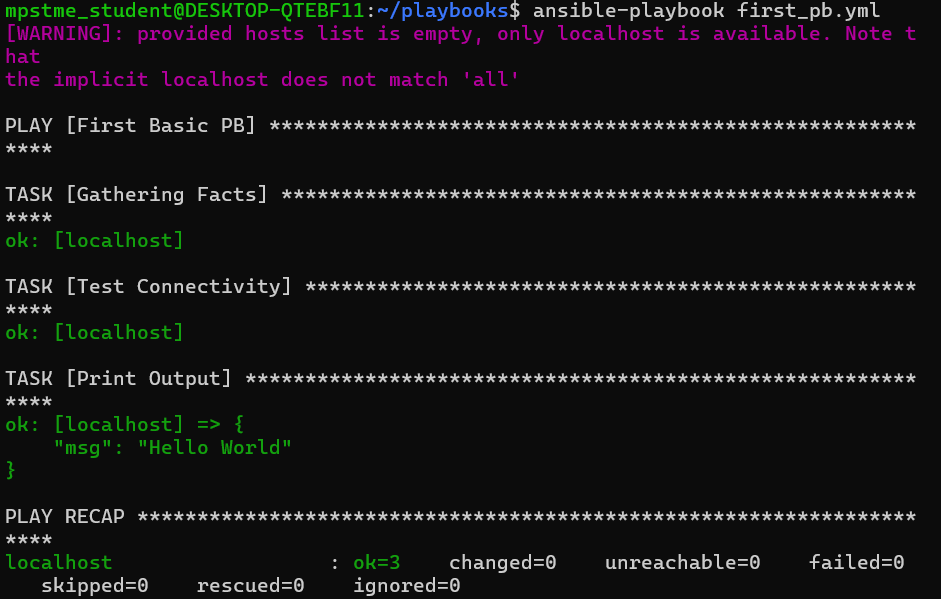 mpstme_student@DESKTOP-QTEBF11:~/playbooks$ ansible-playbook first_pb.yml
[WARNING]: provided hosts list is empty, only localhost is available. Note t
hat
the implicit localhost does not match 'all'
PLAY [First Basic PB] ******************************************************
****
TASK [Gathering Facts] *****************************************************
****
ok: [localhost]
TASK [Test Connectivity] ***************************************************
****
ok: [localhost]
TASK [Print Output] ********************************************************
****
ok: [localhost] => {
    "msg": "Hello World"
}
PLAY RECAP *****************************************************************
****
localhost                  : ok=3    changed=0    unreachable=0    failed=0
   skipped=0    rescued=0    ignored=0